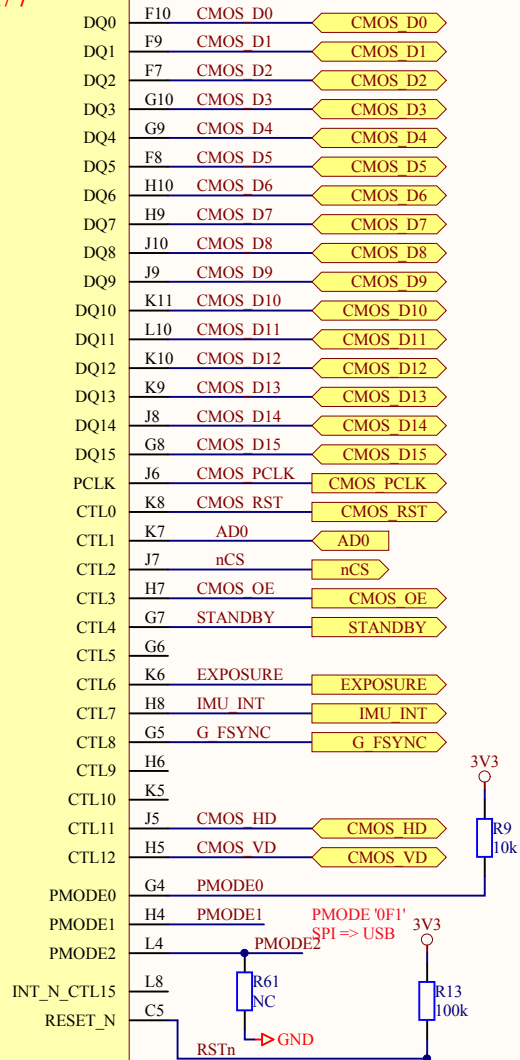 DQ0 F10 CMOS_D0 CMOS_D0
DQ1 F9 CMOS_D1 CMOS_D1
DQ2 F7 CMOS_D2 CMOS_D2
DQ3 G10 CMOS_D3 CMOS_D3
DQ4 G9 CMOS_D4 CMOS_D4
DQ5 F8 CMOS_D5 CMOS_D5
DQ6 H10 CMOS_D6 CMOS_D6
DQ7 H9 CMOS_D7 CMOS_D7
DQ8 J10 CMOS_D8 CMOS_D8
DQ9 J9 CMOS_D9 CMOS_D9
DQ10 K11 CMOS_D10 CMOS_D10
DQ11 L10 CMOS_D11 CMOS_D11
DQ12 K10 CMOS_D12 CMOS_D12
DQ13 K9 CMOS_D13 CMOS_D13
DQ14 J8 CMOS_D14 CMOS_D14
DQ15 G8 CMOS_D15 CMOS_D15
PCLK J6 CMOS_PCLK CMOS_PCLK
CTL0 K8 CMOS_RST CMOS_RST
CTL1 K7 AD0 AD0
CTL2 J7 nCS nCS
CTL3 H7 CMOS_OE CMOS_OE
CTL4 G7 STANDBY STANDBY
CTL5 G6
CTL6 K6 EXPOSURE EXPOSURE
CTL7 H8 IMU_INT IMU_INT
CTL8 G5 G_FSYNC G_FSYNC
CTL9 H6
3V3
CTL10 K5
CTL11 J5 CMOS_HD CMOS_HD R9
CTL12 H5 CMOS_VD CMOS_VD 10k
PMODE0 G4 PMODE0
PMODE1 H4 PMODE1 PMODE '0F1' 3V3
SPI => USB
PMODE2 L4 PMODE2
INT_N_CTL15 L8 R61 R13
NC 100k
RESET_N C5
GND
RSTn